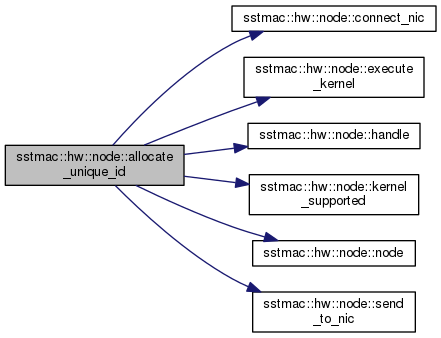 sstmac::hw::node::allocate
_unique_id
sstmac::hw::node::connect_nic
sstmac::hw::node::execute
_kernel
sstmac::hw::node::handle
sstmac::hw::node::kernel
_supported
sstmac::hw::node::node
sstmac::hw::node::send
_to_nic